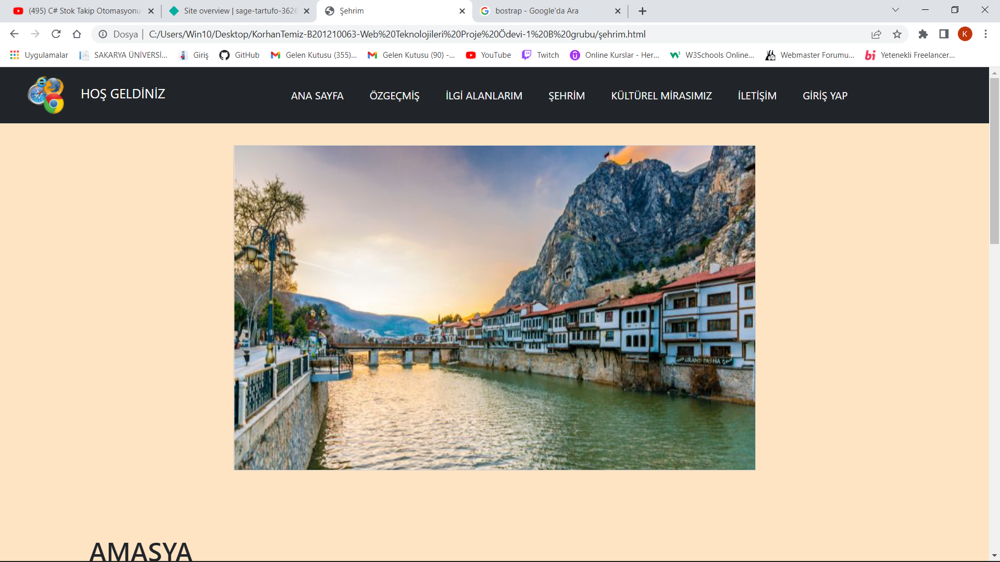 (495) C# Stok Takip Otomasyonu
Site overview | sage-tartufo-3626
Şehrim
bostrap - Google'da Ara
Dosya
C:/Users/Win10/Desktop/KorhanTemiz-B201210063-Web%20Teknolojileri%20Proje%20Ödevi-1%20B%20grubu/şehrim.html
K
Uygulamalar
SAKARYA ÜNİVERSİ...
Giriş
GitHub
Gelen Kutusu (355)...
Gelen Kutusu (90) -...
YouTube
Twitch
Online Kurslar - Her...
W3Schools Online...
Webmaster Forumu...
bi
Yetenekli Freelancer...
HOŞ GELDİNİZ
ANA SAYFA
ÖZGEÇMİŞ
İLGİ ALANLARIM
ŞEHRİM
KÜLTÜREL MİRASIMIZ
İLETİŞİM
GİRİŞ YAP
GRAND PASHA
AMASYA